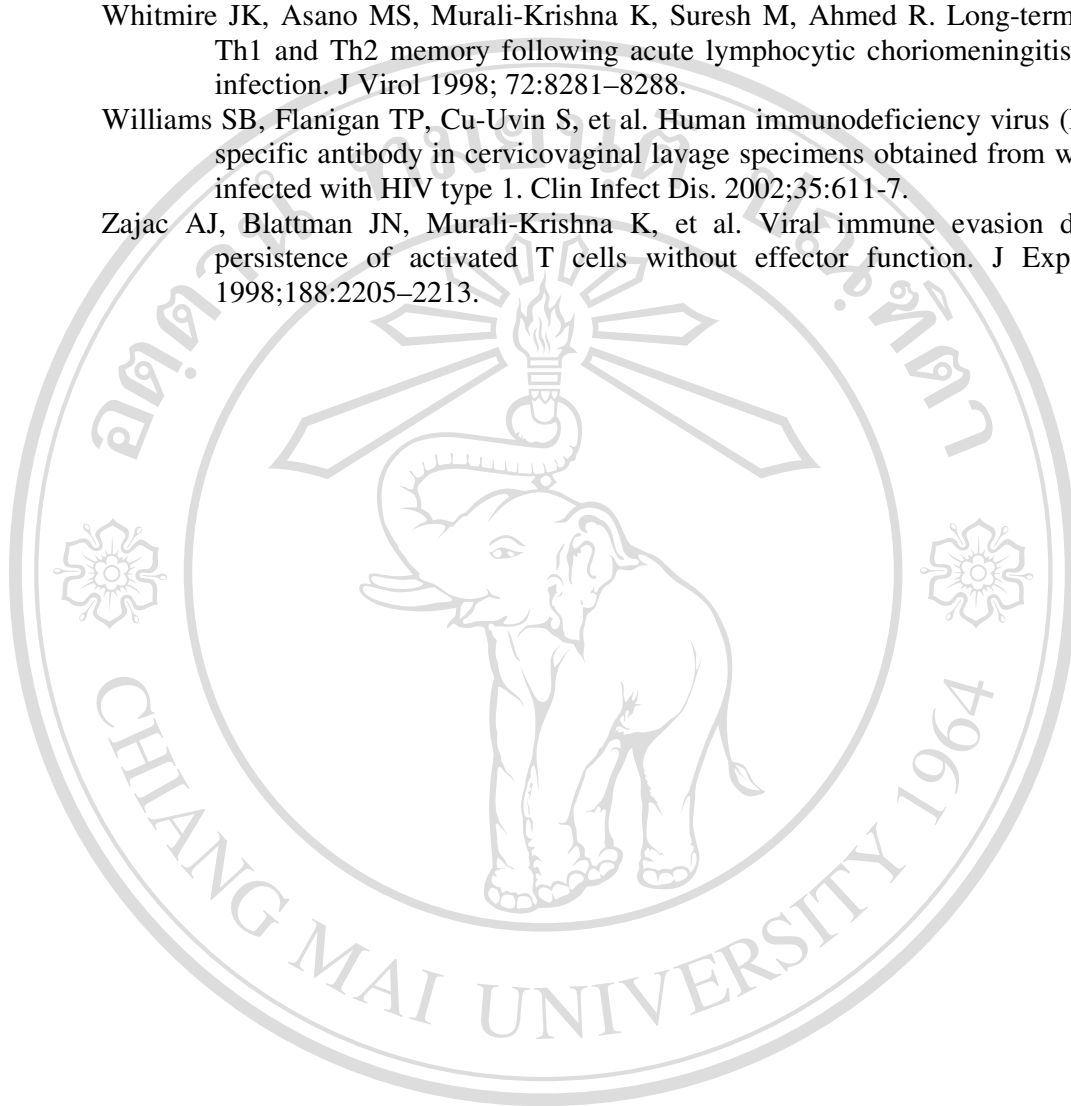 Whitmire JK, Asano MS, Murali-Krishna K, Suresh M, Ahmed R. Long-term
Th1 and Th2 memory following acute lymphocytic choriomeningitis
infection. J Virol 1998; 72:8281–8288.
Williams SB, Flanigan TP, Cu-Uvin S, et al. Human immunodeficiency virus (
specific antibody in cervicovaginal lavage specimens obtained from w
infected with HIV type 1. Clin Infect Dis. 2002;35:611-7.
Zajac AJ, Blattman JN, Murali-Krishna K, et al. Viral immune evasion d
persistence of activated T cells without effector function. J Exp
1998;188:2205–2213.
CHIANG MAI UNIVERSITY 1964